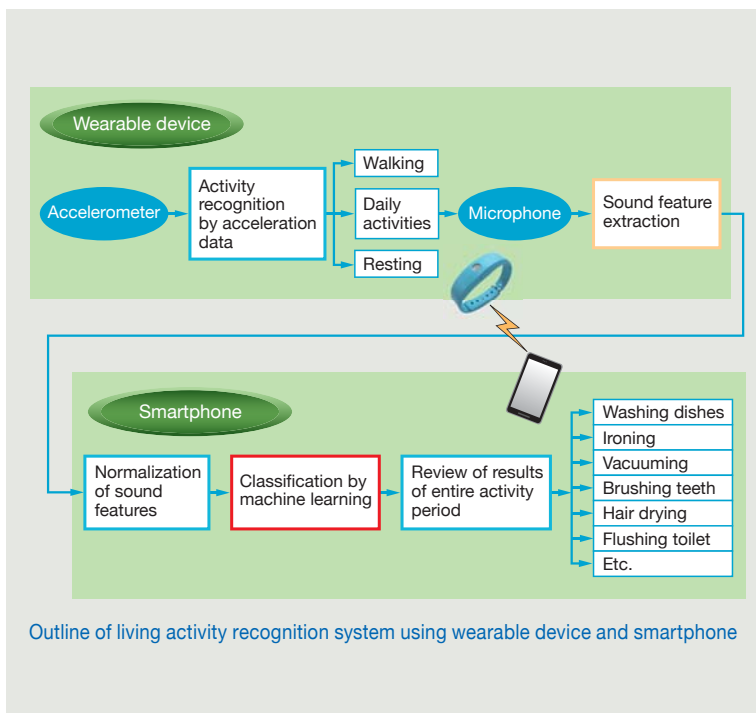 Wearable device
Accelerometer
Activity
recognition
by acceleration
data
Walking
Daily
activities
Resting
Microphone
Sound feature
extraction
Smartphone
Normalization
of sound
features
Classification by
machine learning
Review of results
of entire activity
period
Washing dishes
Ironing
Vacuuming
Brushing teeth
Hair drying
Flushing toilet
Etc.
Outline of living activity recognition system using wearable device and smartphone